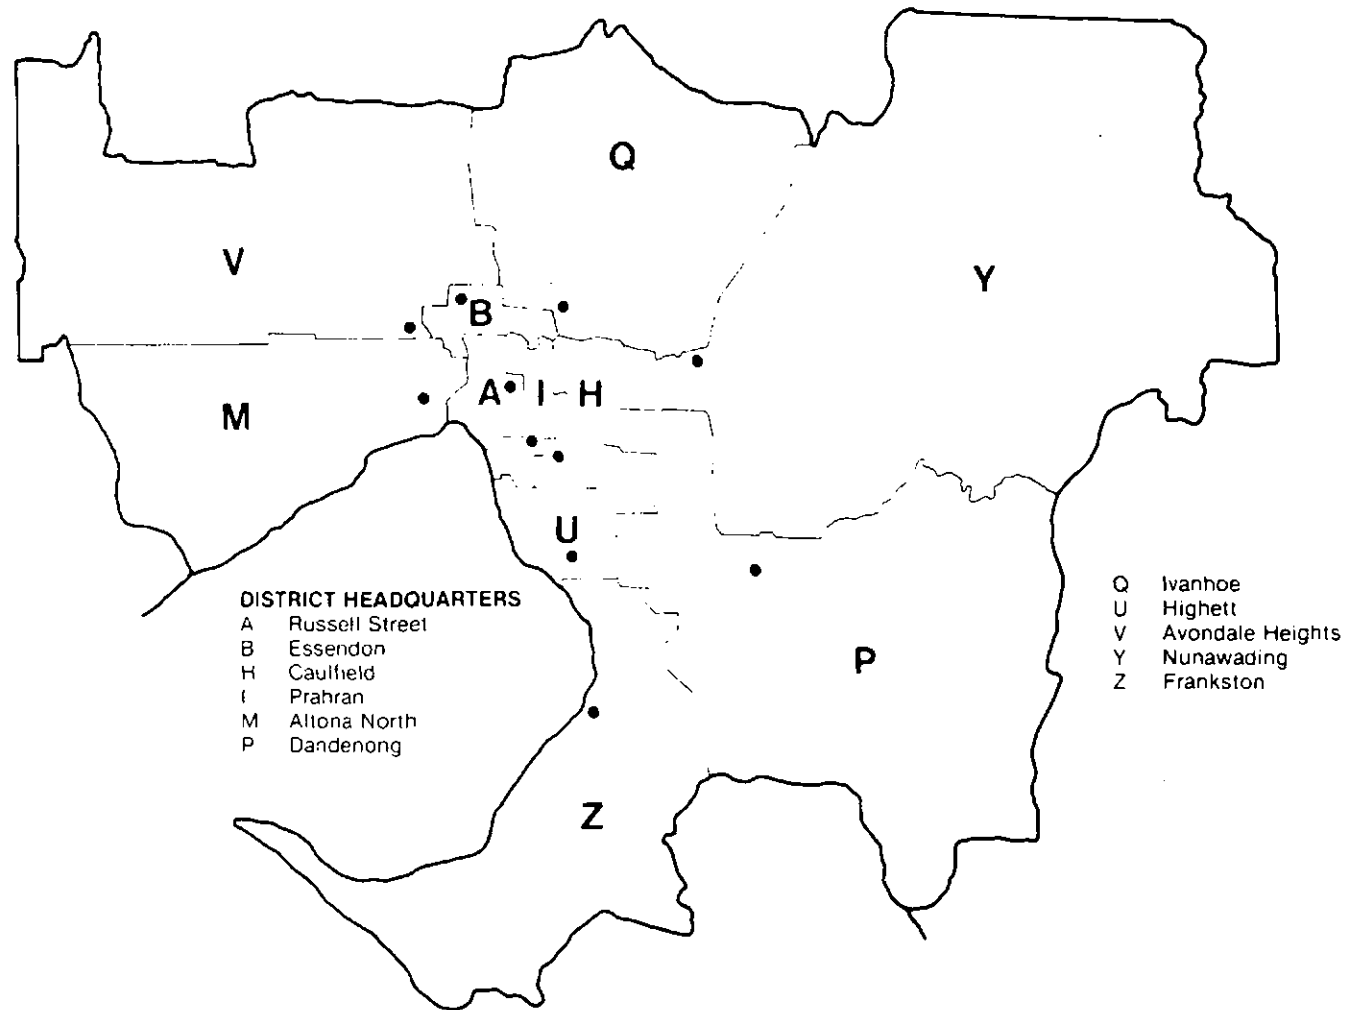 Q
V
Y
B
A I H
M
U
DISTRICT HEADQUARTERS
A Russell Street
B Essendon
H Caulfield
I Prahran
M Altona North
P Dandenong
Q Ivanhoe
U Highett
V Avondale Heights
Y Nunawading
Z Frankston
P
Z